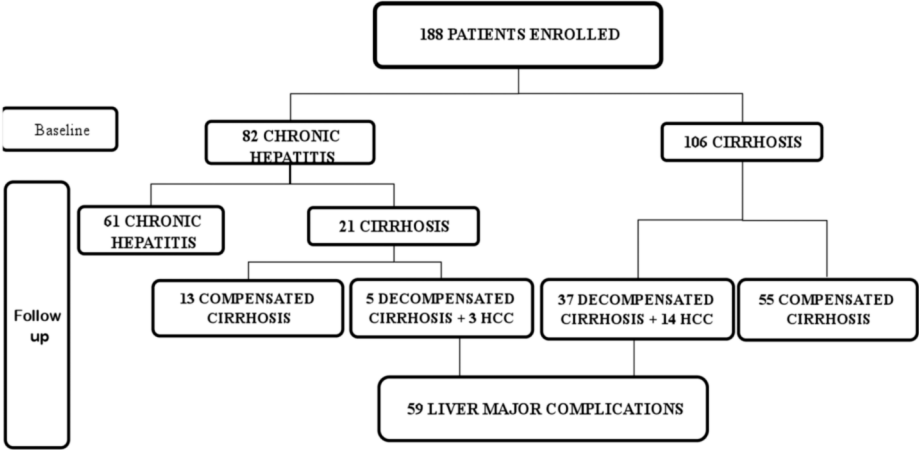 188 PATIENTS ENROLLED
Baseline
82 CHRONIC
HEPATITIS
106 CIRRHOSIS
61 CHRONIC
HEPATITIS
21 CIRRHOSIS
13 COMPENSATED
CIRRHOSIS
5 DECOMPENSATED
CIRRHOSIS + 3 HCC
37 DECOMPENSATED
CIRRHOSIS + 14 HCC
55 COMPENSATED
CIRRHOSIS
Follow
up
59 LIVER MAJOR COMPLICATIONS